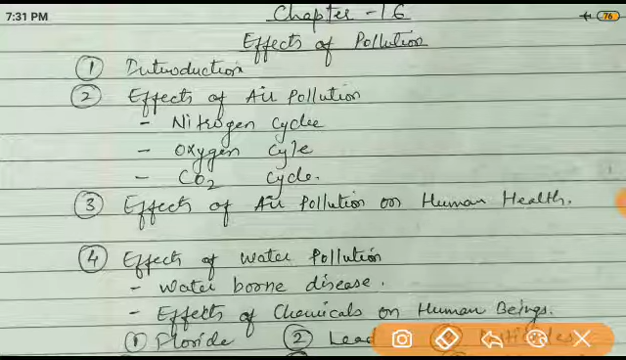 7:31 PM
76
Chapter - 16
Effects of Pollution
① Introduction
② Effects of Air Pollution
- Nitrogen Cycle
- Oxygen Cycle
- CO₂ Cycle.
③ Effects of Air Pollution on Human Health.
④ Effects of Water Pollution
- Water borne disease.
- Effects of Chemicals on Human Beings.
① Floride ② Lead